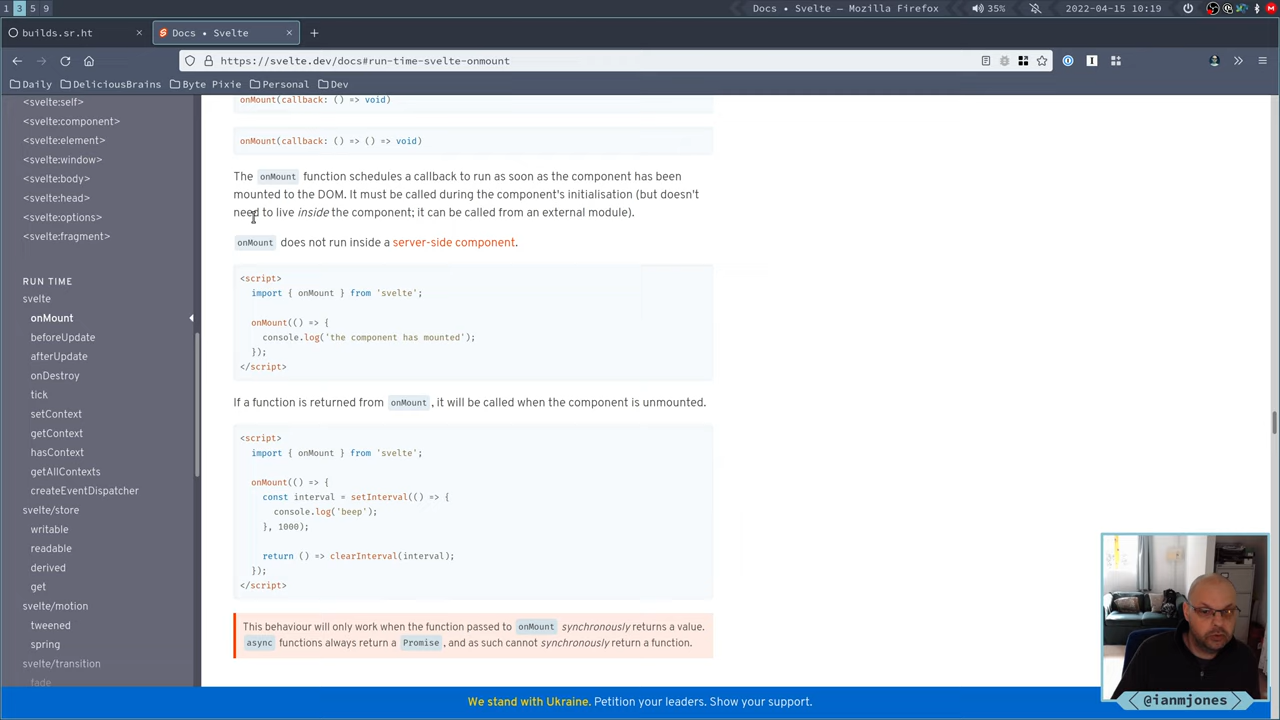 1 3 5 9
Docs • Svelte — Mozilla Firefox
35%
2022-04-15 10:19
builds.sr.ht ×
Docs • Svelte ×
+
https://svelte.dev/docs#run-time-svelte-onmount
Daily DeliciousBrains Byte Pixie Personal Dev
<svelte:self>
<svelte:component>
<svelte:element>
<svelte:window>
<svelte:body>
<svelte:head>
<svelte:options>
<svelte:fragment>
RUN TIME
svelte
onMount
beforeUpdate
afterUpdate
onDestroy
tick
setContext
getContext
hasContext
getAllContexts
createEventDispatcher
svelte/store
writable
readable
derived
get
svelte/motion
tweened
spring
svelte/transition
fade
onMount(callback: () => void)
onMount(callback: () => () => void)
The onMount function schedules a callback to run as soon as the component has been
mounted to the DOM. It must be called during the component's initialisation (but doesn't
need to live inside the component; it can be called from an external module).
onMount does not run inside a server-side component.
<script>
import { onMount } from 'svelte';
onMount(() => {
console.log('the component has mounted');
});
</script>
If a function is returned from onMount, it will be called when the component is unmounted.
<script>
import { onMount } from 'svelte';
onMount(() => {
const interval = setInterval(() => {
console.log('beep');
}, 1000);
return () => clearInterval(interval);
});
</script>
This behaviour will only work when the function passed to onMount synchronously returns a value.
async functions always return a Promise, and as such cannot synchronously return a function.
We stand with Ukraine. Petition your leaders. Show your support.
@ianmjones